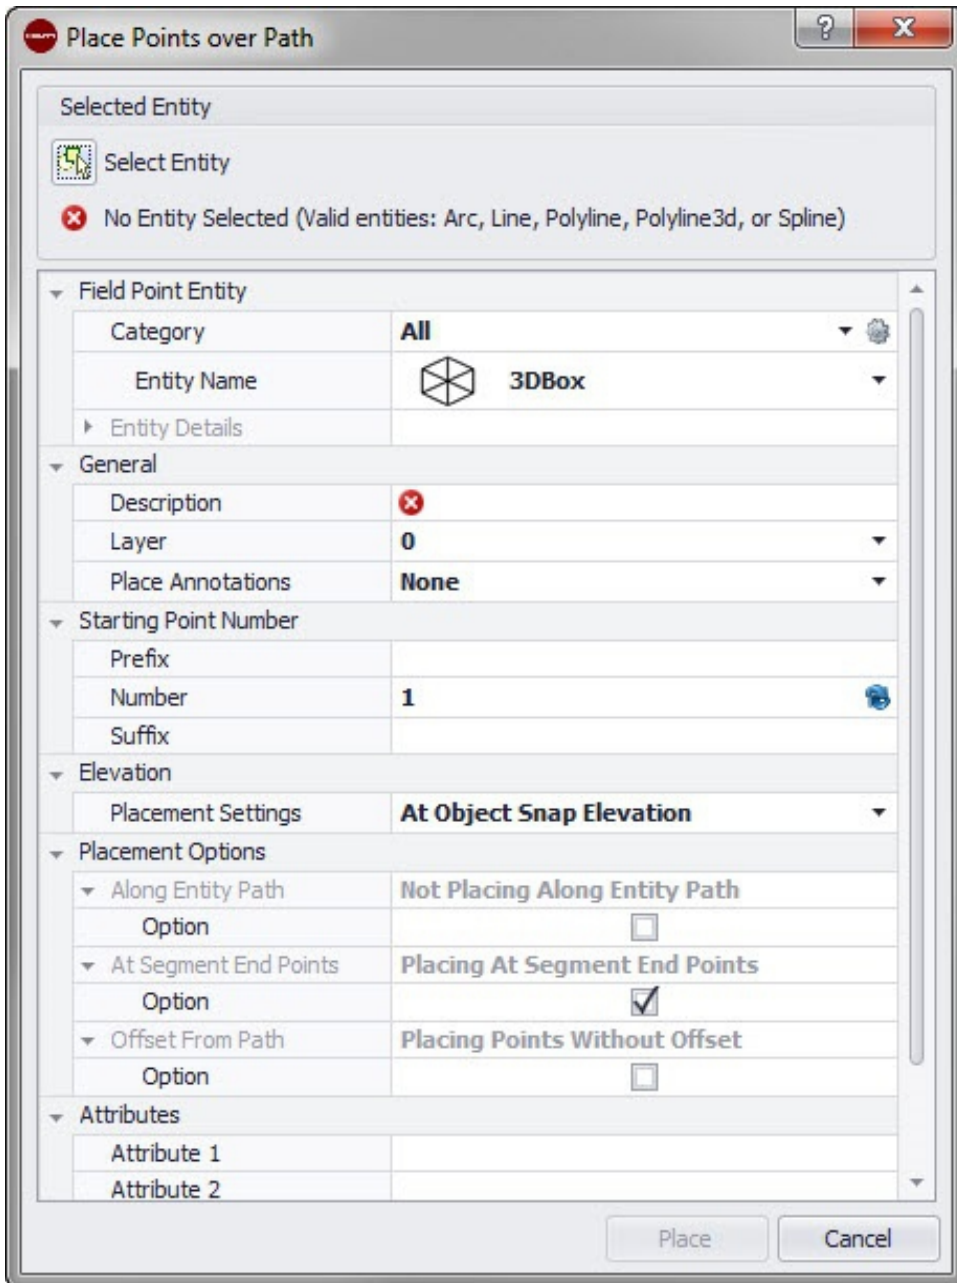 Place Points over Path
Selected Entity
Select Entity
No Entity Selected (Valid entities: Arc, Line, Polyline, Polyline3d, or Spline)
Field Point Entity
Category All
Entity Name 3DBox
Entity Details
General
Description
Layer 0
Place Annotations None
Starting Point Number
Prefix
Number 1
Suffix
Elevation
Placement Settings At Object Snap Elevation
Placement Options
Along Entity Path Not Placing Along Entity Path
Option
At Segment End Points Placing At Segment End Points
Option
Offset From Path Placing Points Without Offset
Option
Attributes
Attribute 1
Attribute 2
Place Cancel